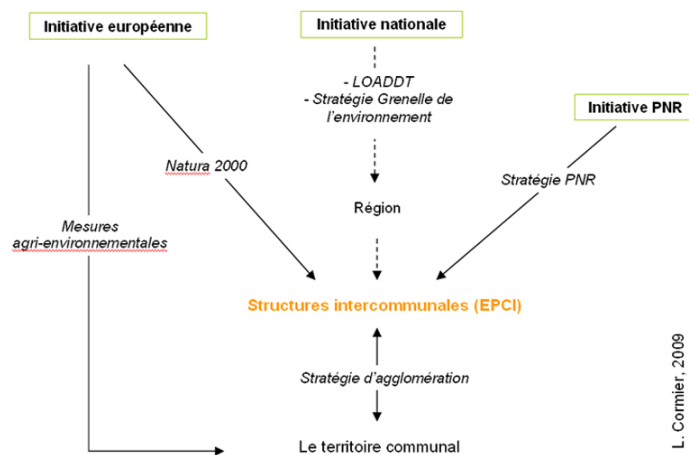 Initiative européenne
Initiative nationale
- LOADDT
- Stratégie Grenelle de
l'environnement
Initiative PNR
Natura 2000
Stratégie PNR
Région
Mesures
agri-environnementales
Structures intercommunales (EPCI)
Stratégie d'agglomération
Le territoire communal
L. Cormier, 2009